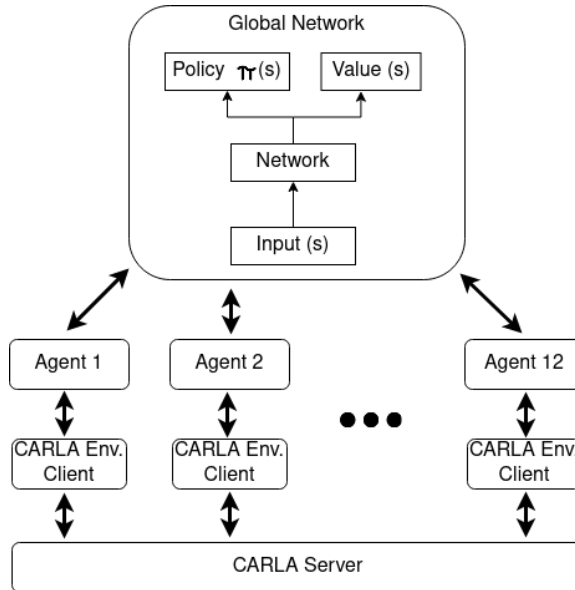 Global Network
Policy π(s)
Value (s)
Network
Input (s)
Agent 1
Agent 2
Agent 12
CARLA Env.
Client
CARLA Env.
Client
CARLA Env.
Client
CARLA Server